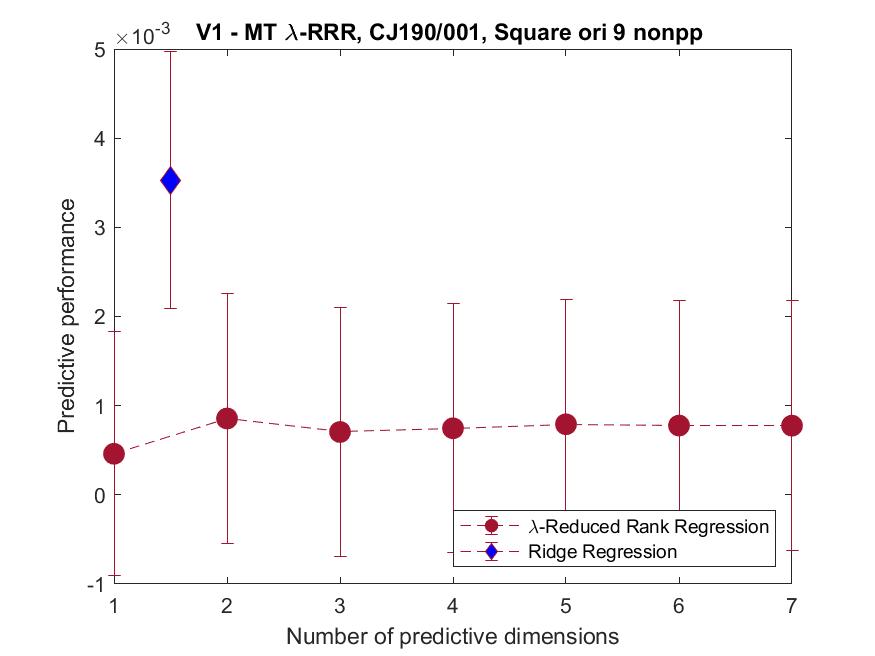 ×10⁻³
V1 - MT λ-RRR, CJ190/001, Square ori 9 nonpp
5
4
3
2
1
0
-1
Predictive performance
1 2 3 4 5 6 7
Number of predictive dimensions
λ-Reduced Rank Regression
Ridge Regression